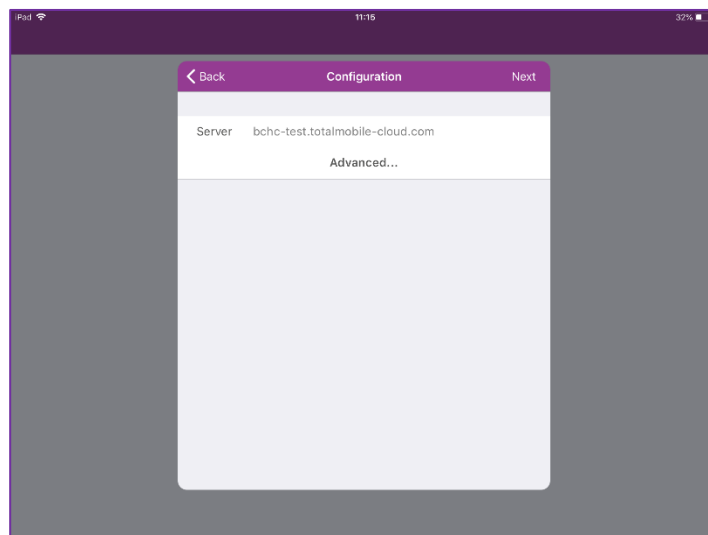 iPad 11:15 32%
Back Configuration Next
Server bchc-test.totalmobile-cloud.com
Advanced...